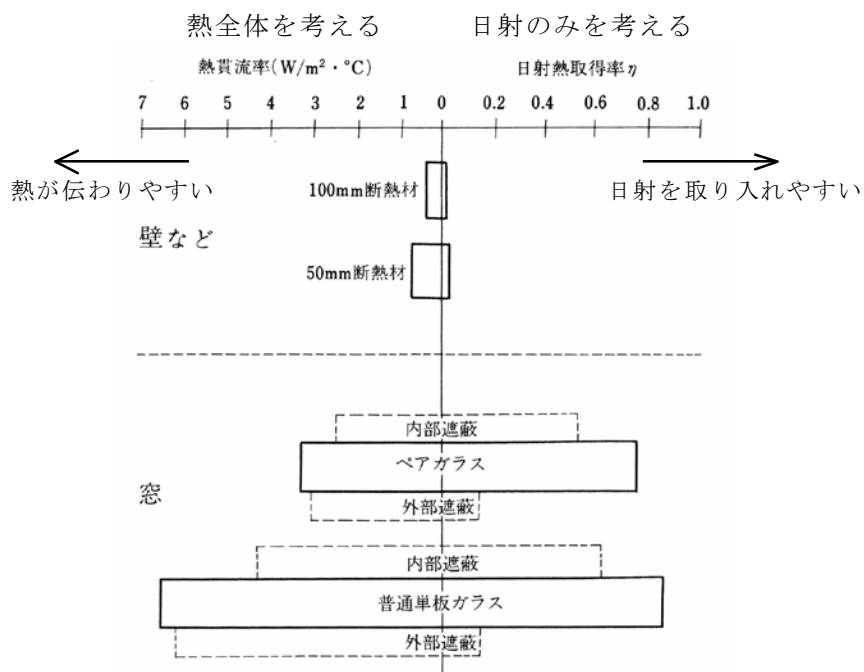 熱全体を考える 日射のみを考える
熱貫流率(W/m²・°C) 日射熱取得率η
7 6 5 4 3 2 1 0 0.2 0.4 0.6 0.8 1.0
熱が伝わりやすい 日射を取り入れやすい
100mm断熱材
壁など
50mm断熱材
内部遮蔽
ペアガラス
窓
外部遮蔽
内部遮蔽
普通単板ガラス
外部遮蔽